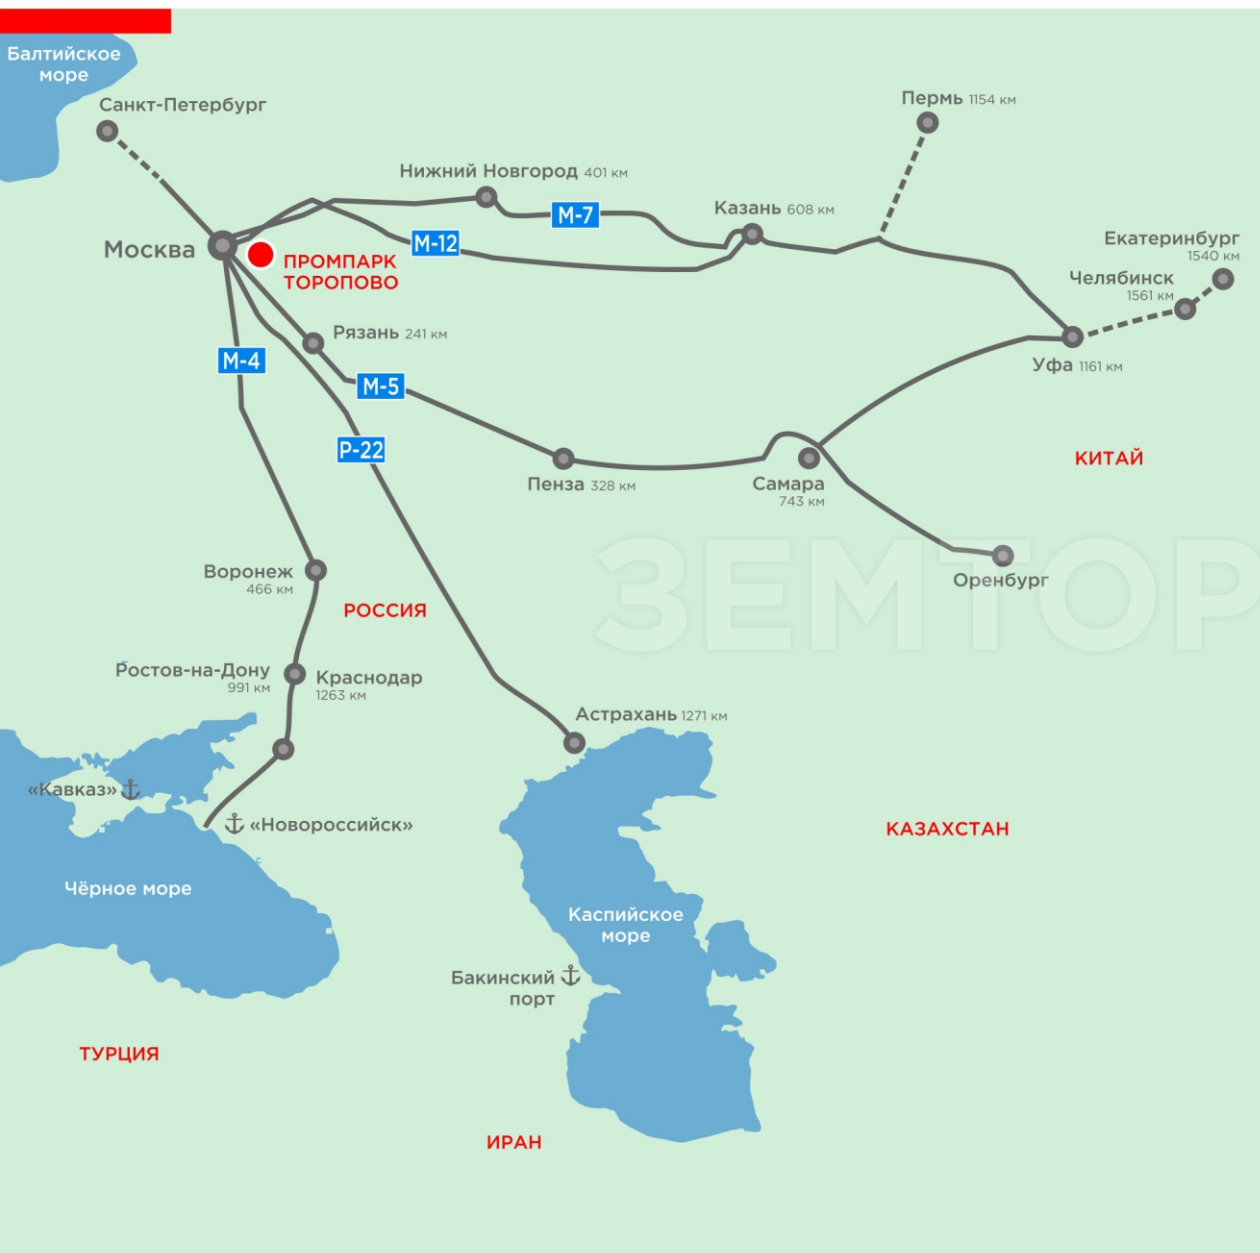 Балтийское
море
Санкт-Петербург
Пермь 1154 км
Нижний Новгород 401 км
М-7
Казань 608 км
Москва
М-12
Екатеринбург
1540 км
ПРОМПАРК
ТОРОПОВО
Челябинск
1561 км
Рязань 241 км
М-4
М-5
Уфа 1161 км
Р-22
КИТАЙ
Пенза 328 км
Самара
743 км
ЗЕМТОР
Оренбург
Воронеж
466 км
РОССИЯ
Ростов-на-Дону
991 км
Краснодар
1263 км
Астрахань 1271 км
«Кавказ»
«Новороссийск»
КАЗАХСТАН
Чёрное море
Каспийское
море
Бакинский
порт
ТУРЦИЯ
ИРАН